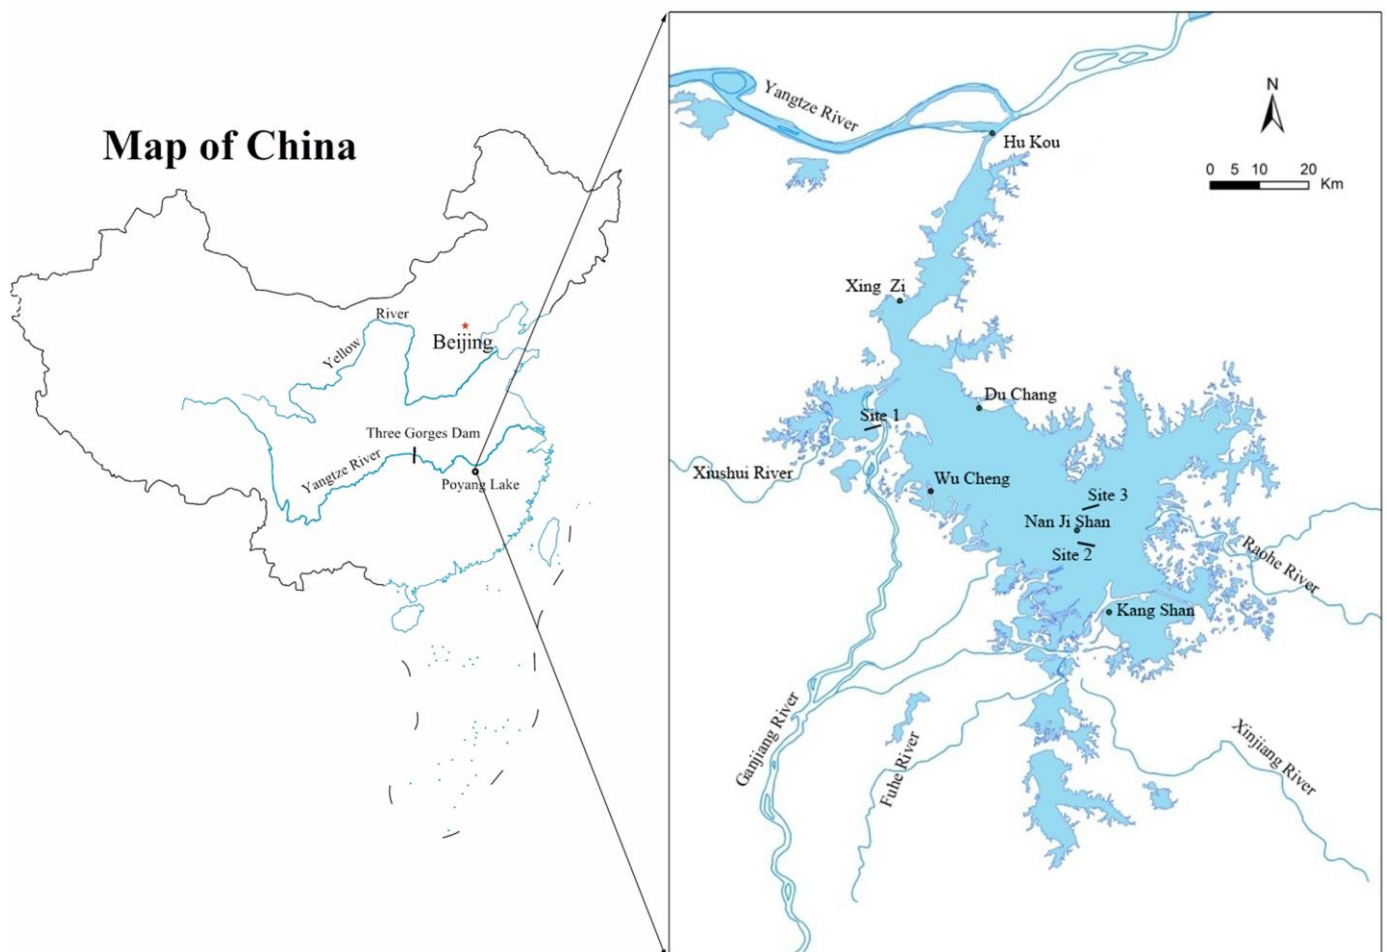 Map of China
River
Yellow
Beijing
Three Gorges Dam
Yangtze River
Poyang Lake
Yangtze River
Hu Kou
N
0 5 10 20
Km
Xing Zi
Du Chang
Site 1
Xiushui River
Wu Cheng
Site 3
Nan Ji Shan
Site 2
Raohe River
Kang Shan
Ganjiang River
Fuhe River
Xinjiang River